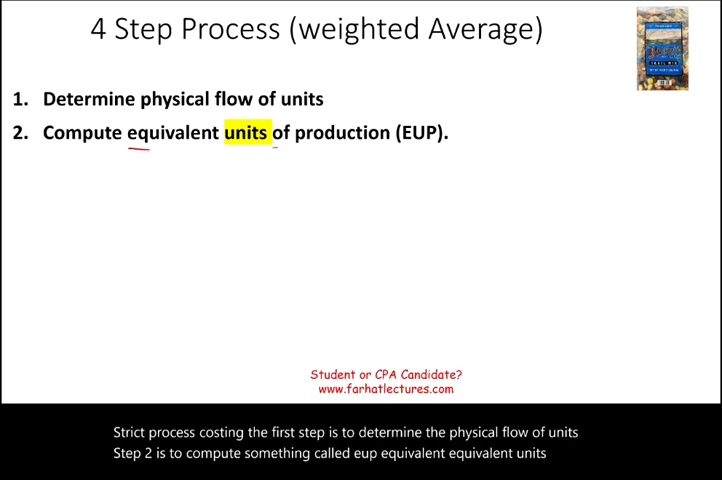 4 Step Process (weighted Average)
1. Determine physical flow of units
2. Compute equivalent units of production (EUP).
TRAIL MIX
Student or CPA Candidate?
www.farhatlectures.com
Strict process costing the first step is to determine the physical flow of units
Step 2 is to compute something called eup equivalent equivalent units